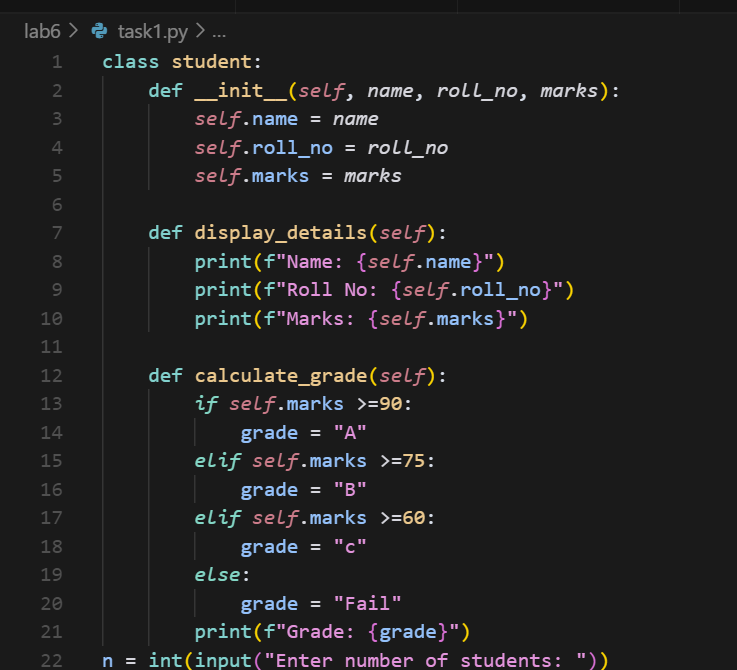 lab6 > task1.py > ...
1 class student:
2     def __init__(self, name, roll_no, marks):
3         self.name = name
4         self.roll_no = roll_no
5         self.marks = marks
6
7     def display_details(self):
8         print(f"Name: {self.name}")
9         print(f"Roll No: {self.roll_no}")
10         print(f"Marks: {self.marks}")
11
12     def calculate_grade(self):
13         if self.marks >=90:
14             grade = "A"
15         elif self.marks >=75:
16             grade = "B"
17         elif self.marks >=60:
18             grade = "c"
19         else:
20             grade = "Fail"
21         print(f"Grade: {grade}")
22 n = int(input("Enter number of students: "))